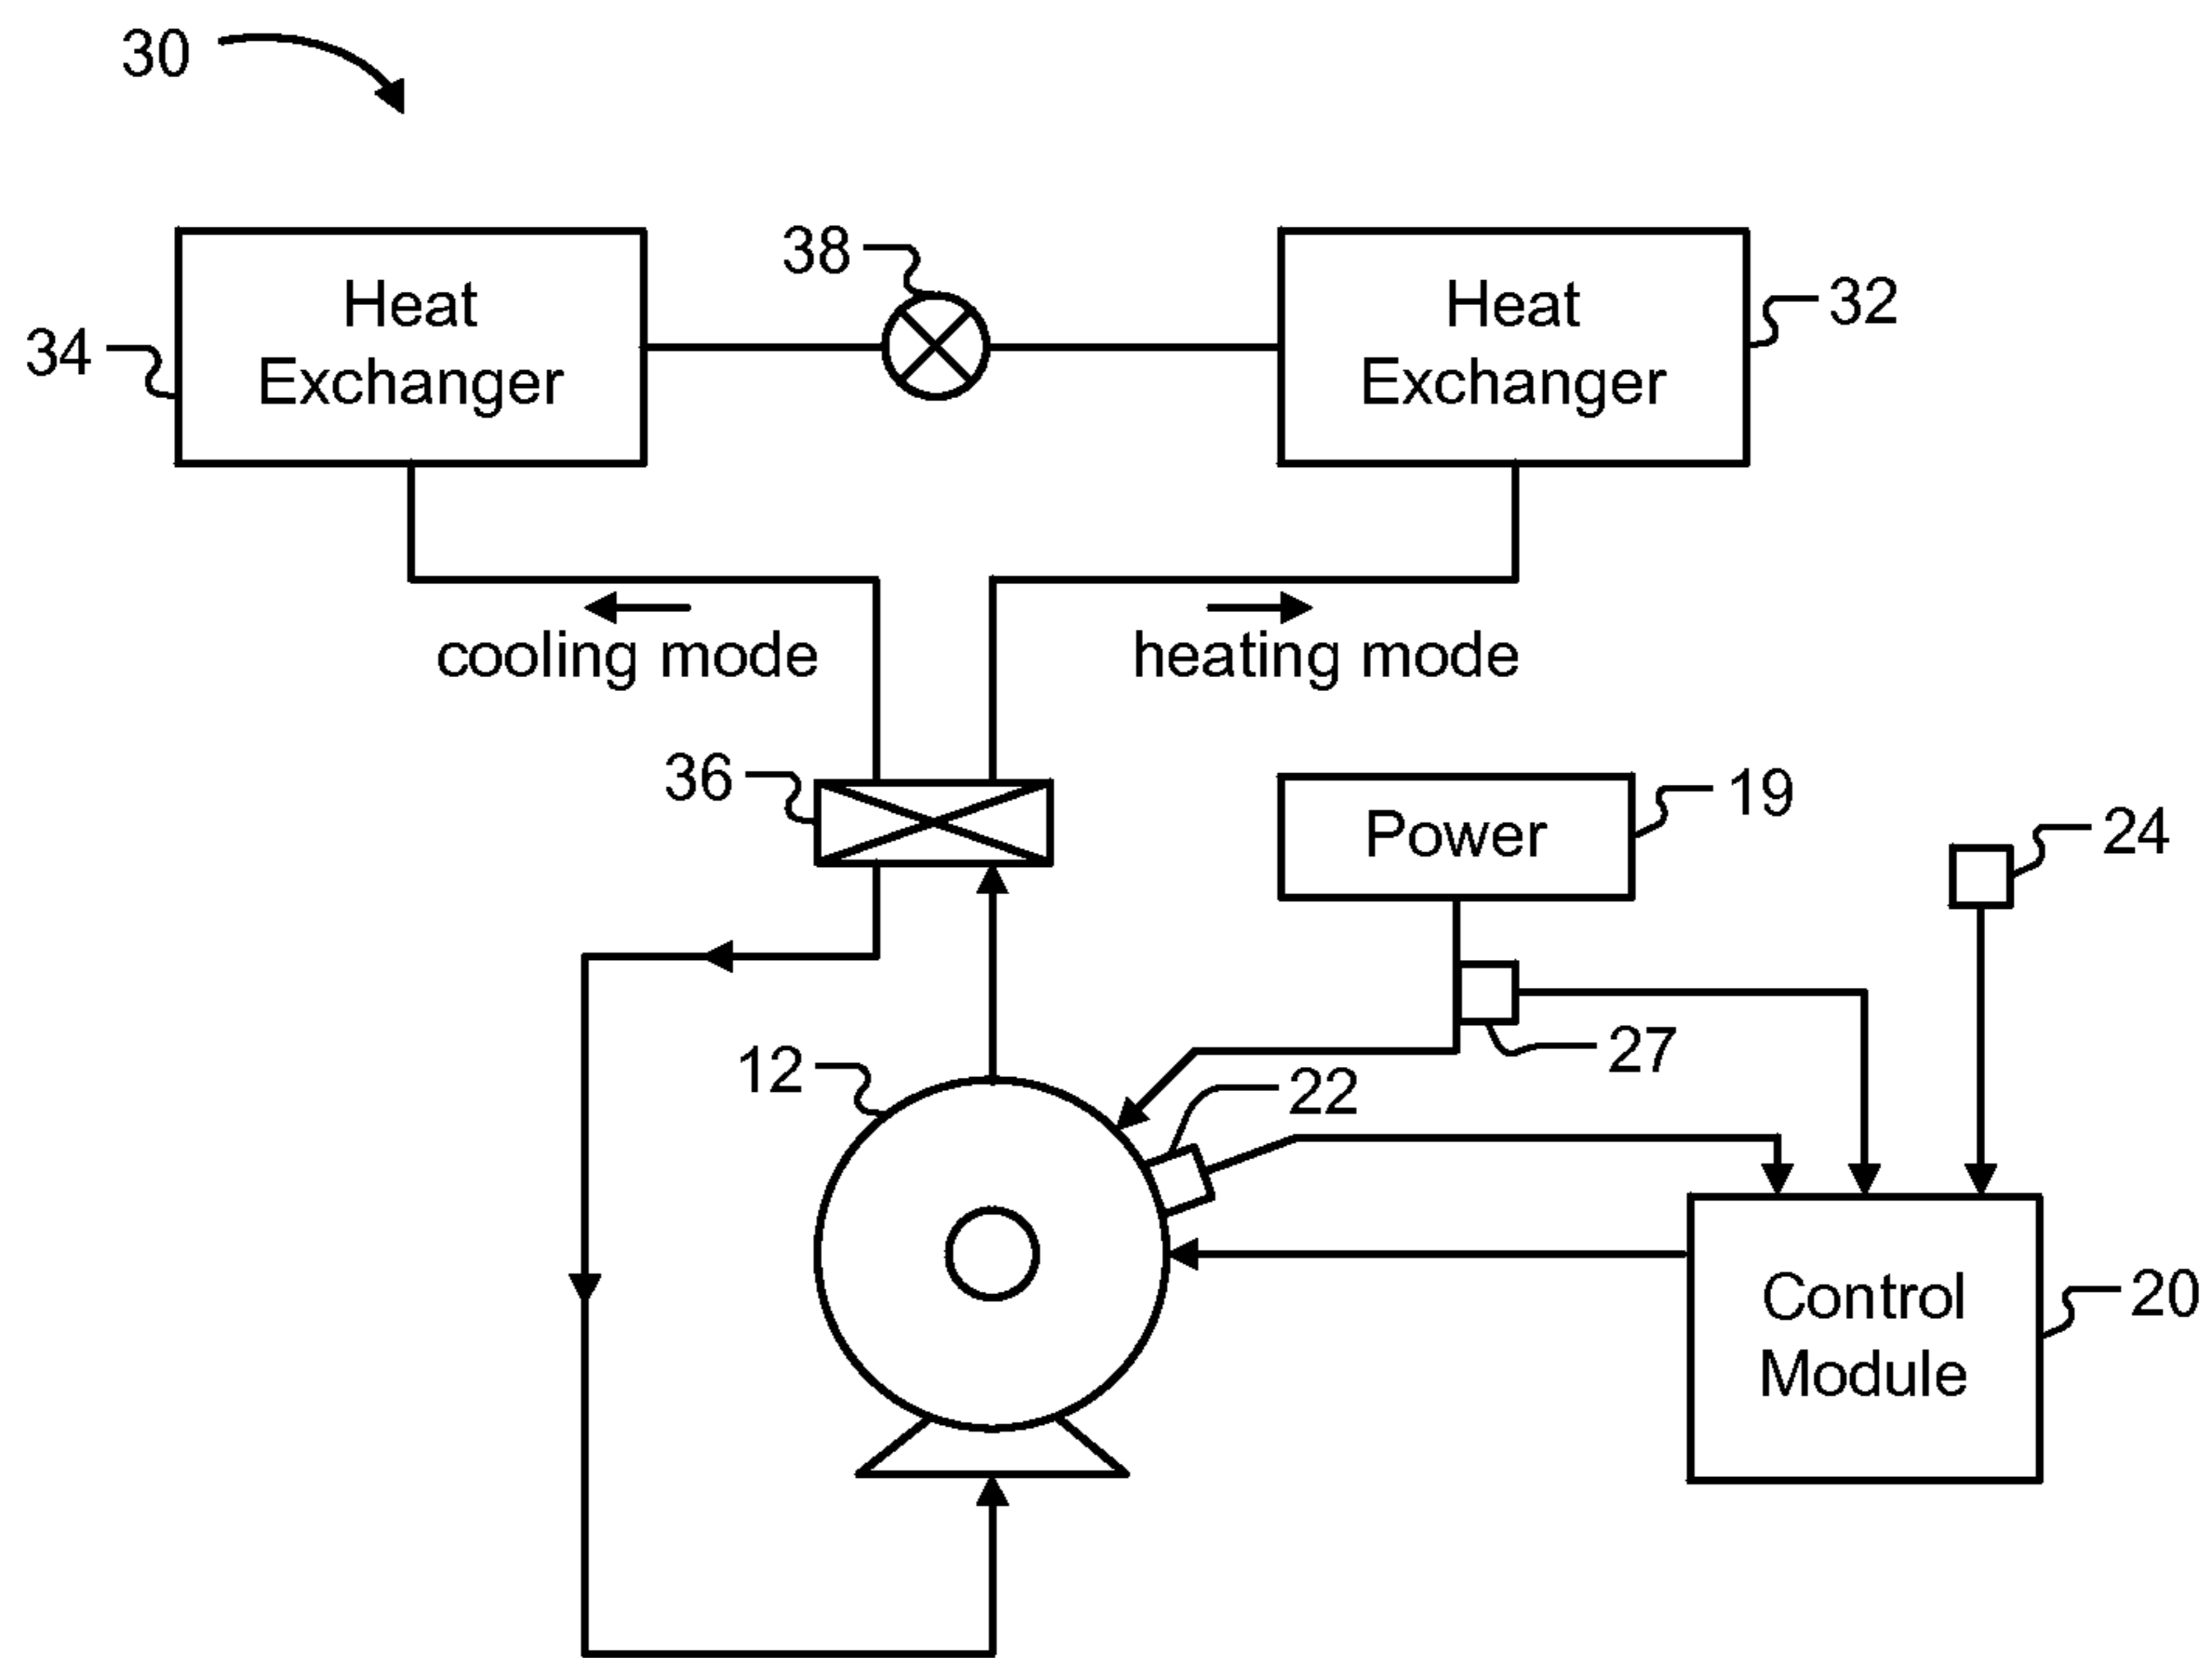 30
38
Heat
Exchanger
34
Heat
Exchanger
32
cooling mode
heating mode
36
Power
19
24
27
12
22
Control
Module
20